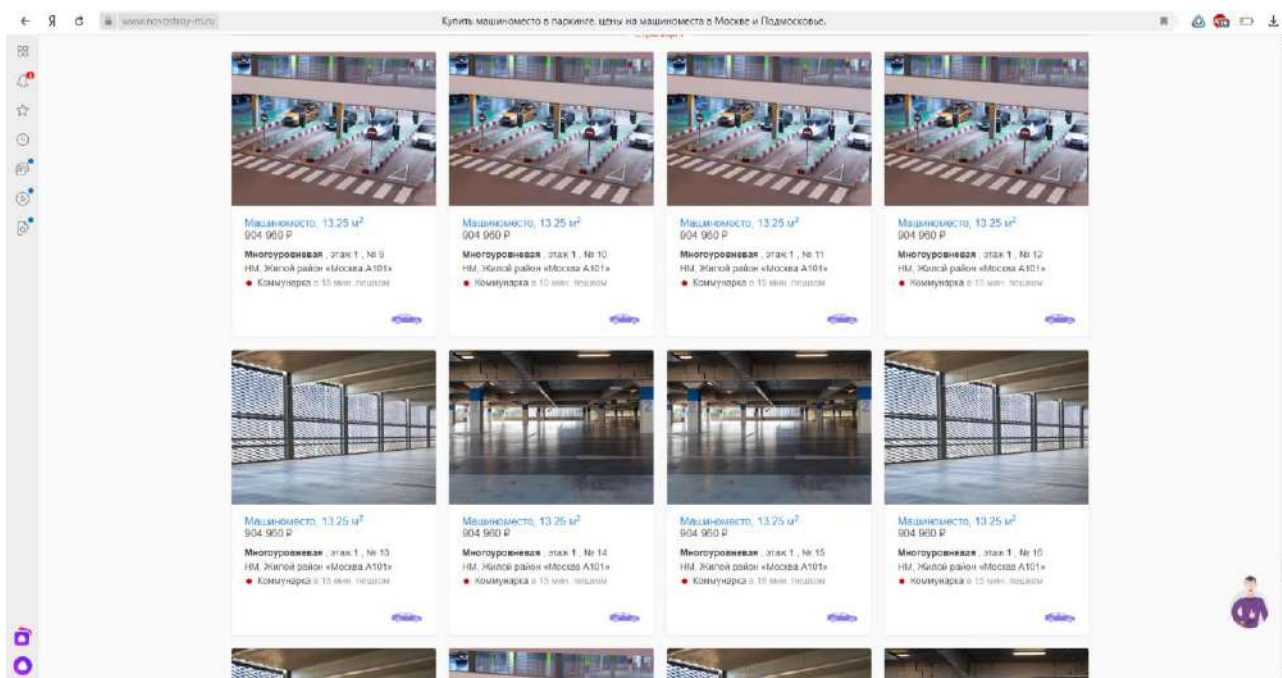 Я
www.novostroy-m.ru
Купить машиноместо в паркинге, цены на машиноместа в Москве и Подмосковье.
Машиноместо, 13.25 м²
904 960 ₽
Многоуровневая , этаж 1 , № 9
НМ, Жилой район «Москва А101»
Коммунарка в 15 мин. пешком
Машиноместо, 13.25 м²
904 960 ₽
Многоуровневая , этаж 1 , № 10
НМ, Жилой район «Москва А101»
Коммунарка в 15 мин. пешком
Машиноместо, 13.25 м²
904 960 ₽
Многоуровневая , этаж 1 , № 11
НМ, Жилой район «Москва А101»
Коммунарка в 15 мин. пешком
Машиноместо, 13.25 м²
904 960 ₽
Многоуровневая , этаж 1 , № 12
НМ, Жилой район «Москва А101»
Коммунарка в 15 мин. пешком
Машиноместо, 13.25 м²
904 960 ₽
Многоуровневая , этаж 1 , № 13
НМ, Жилой район «Москва А101»
Коммунарка в 15 мин. пешком
Машиноместо, 13.25 м²
904 960 ₽
Многоуровневая , этаж 1 , № 14
НМ, Жилой район «Москва А101»
Коммунарка в 15 мин. пешком
Машиноместо, 13.25 м²
904 960 ₽
Многоуровневая , этаж 1 , № 15
НМ, Жилой район «Москва А101»
Коммунарка в 15 мин. пешком
Машиноместо, 13.25 м²
904 960 ₽
Многоуровневая , этаж 1 , № 16
НМ, Жилой район «Москва А101»
Коммунарка в 15 мин. пешком